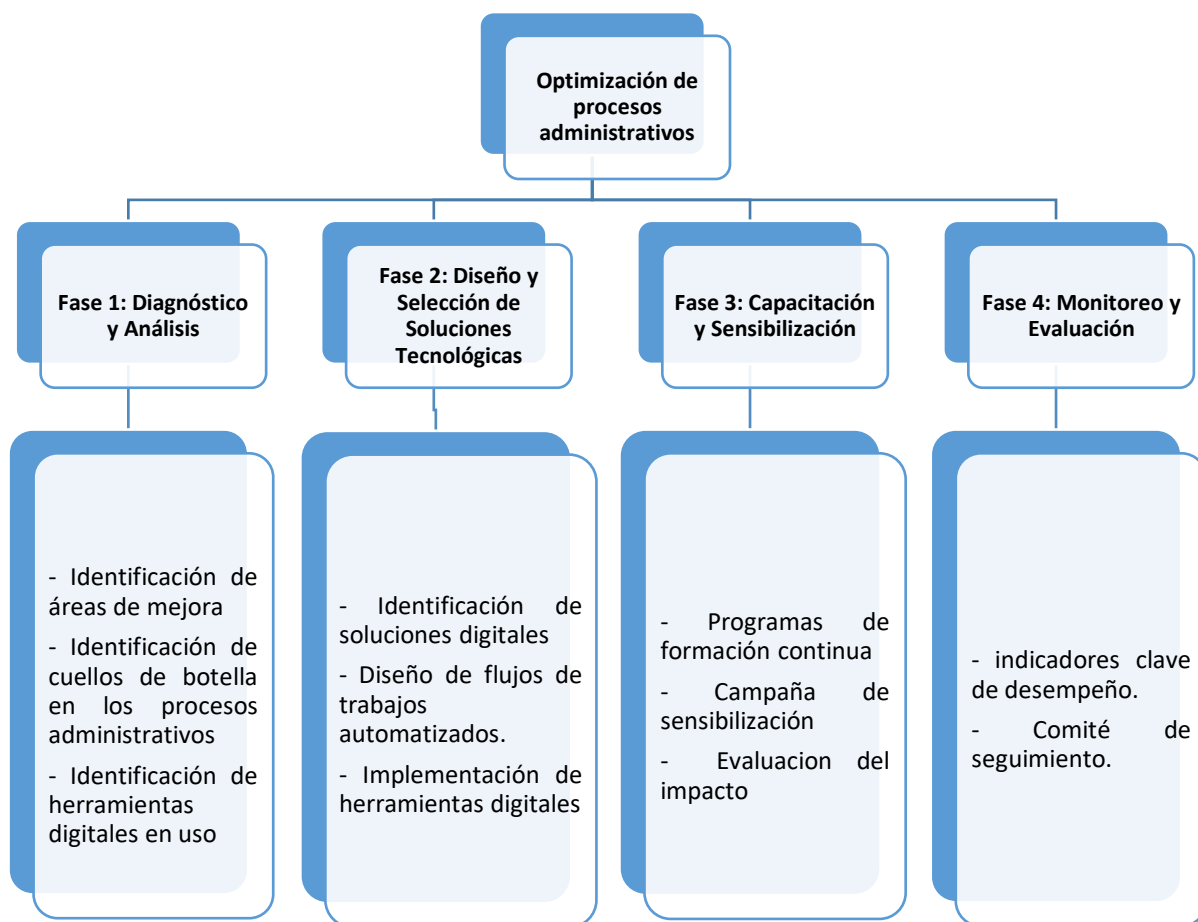 Optimización de
procesos
administrativos
Fase 1: Diagnóstico
y Análisis
Fase 2: Diseño y
Selección de
Soluciones
Tecnológicas
Fase 3: Capacitación
y Sensibilización
Fase 4: Monitoreo y
Evaluación
- Identificación de
áreas de mejora
- Identificación de
cuellos de botella
en los procesos
administrativos
- Identificación de
herramientas
digitales en uso
- Identificación de
soluciones digitales
- Diseño de flujos de
trabajos
automatizados.
- Implementación de
herramientas digitales
- Programas de
formación continua
- Campaña de
sensibilización
- Evaluacion del
impacto
- indicadores clave
de desempeño.
- Comité de
seguimiento.